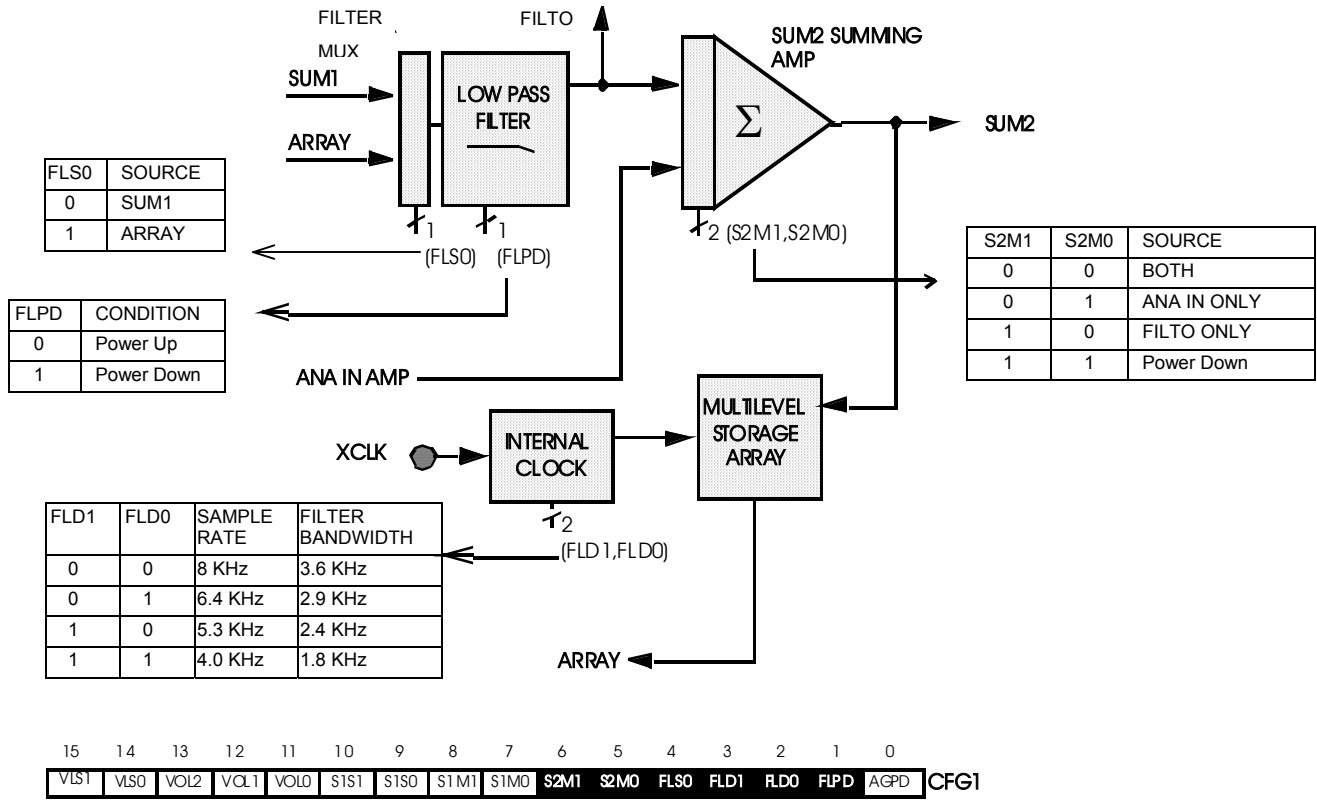 FILTER
MUX
FILTO
SUM1
ARRAY
LOW PASS
FILTER
SUM2 SUMMING
AMP
Σ
SUM2
FLS0 SOURCE
0 SUM1
1 ARRAY
1
(FLS0)
1
(FLPD)
2 (S2M1,S2M0)
S2M1 S2M0 SOURCE
0 0 BOTH
0 1 ANA IN ONLY
1 0 FILTO ONLY
1 1 Power Down
FLPD CONDITION
0 Power Up
1 Power Down
ANA IN AMP
MULTILEVEL
STORAGE
ARRAY
XCLK
INTERNAL
CLOCK
2
(FLD1,FLD0)
FLD1 FLD0 SAMPLE RATE FILTER BANDWIDTH
0 0 8 KHz 3.6 KHz
0 1 6.4 KHz 2.9 KHz
1 0 5.3 KHz 2.4 KHz
1 1 4.0 KHz 1.8 KHz
ARRAY
15 14 13 12 11 10 9 8 7 6 5 4 3 2 1 0
VLS1 VLS0 VOL2 VOL1 VOL0 S1S1 S1S0 S1M1 S1M0 S2M1 S2M0 FLS0 FLD1 FLD0 FLPD AGPD CFG1